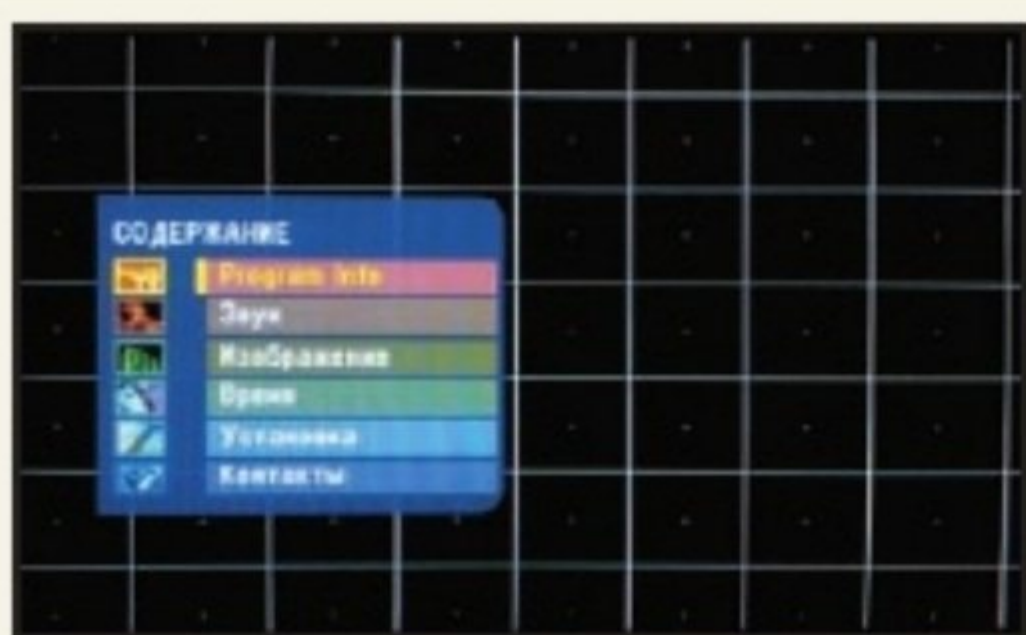 СОДЕРЖАНИЕ
Program Info
Звук
Изображение
Время
Установка
Контакты